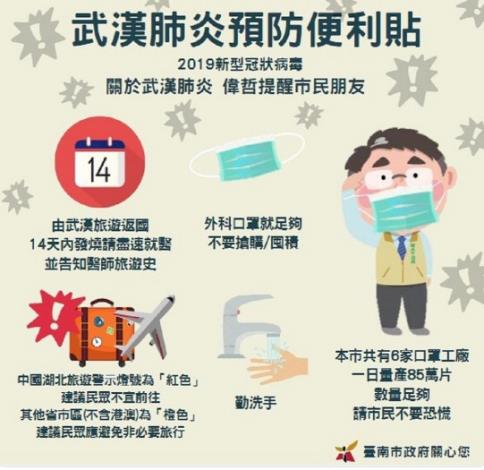 武漢肺炎預防便利貼
2019新型冠狀病毒
關於武漢肺炎 偉哲提醒市民朋友
14
由武漢旅遊返國
14天內發燒請盡速就醫
並告知醫師旅遊史
外科口罩就足夠
不要搶購/囤積
中國湖北旅遊警示燈號為「紅色」
建議民眾不宜前往
其他省市區(不含港澳)為「橙色」
建議民眾應避免非必要旅行
勤洗手
本市共有6家口罩工廠
一日量產85萬片
數量足夠
請市民不要恐慌
臺南市政府關心您